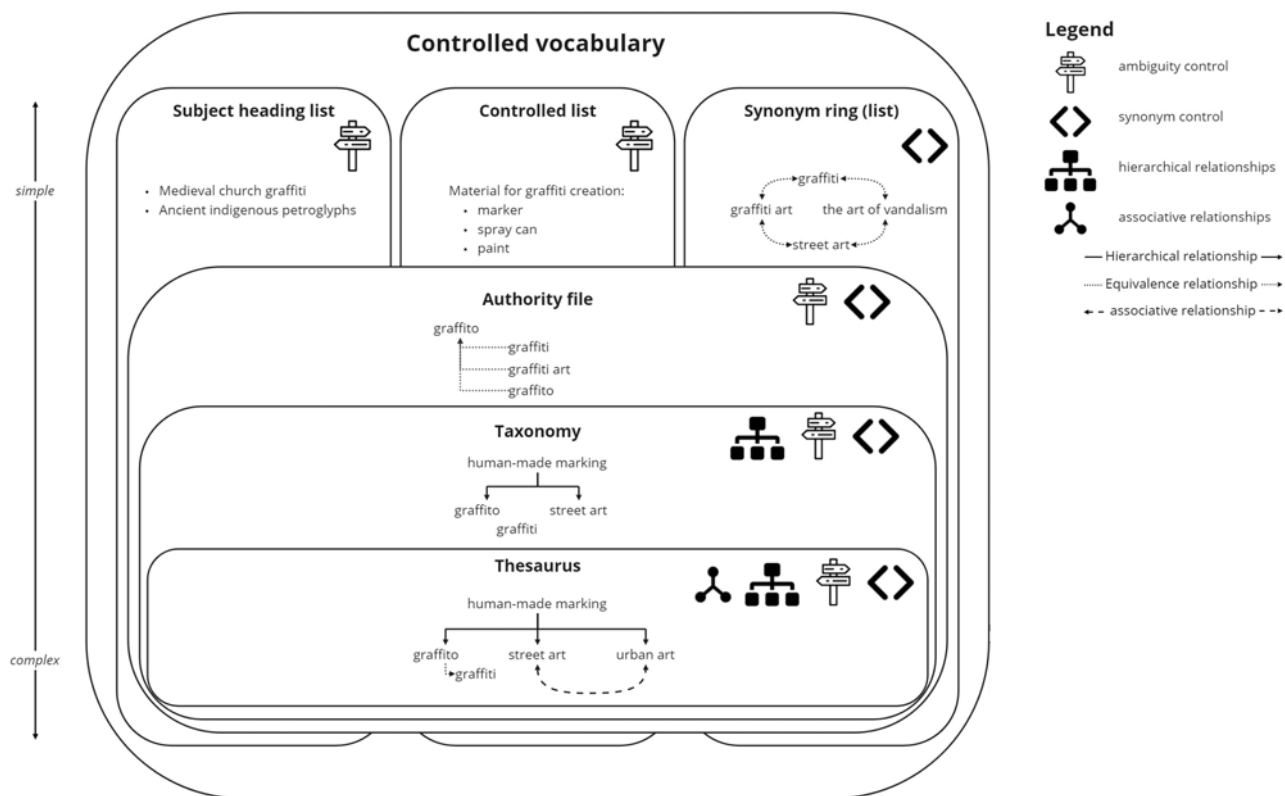 Controlled vocabulary
Legend
ambiguity control
synonym control
hierarchical relationships
associative relationships
Hierarchical relationship
Equivalence relationship
associative relationship
simple
complex
Subject heading list
• Medieval church graffiti
• Ancient indigenous petroglyphs
Controlled list
Material for graffiti creation:
• marker
• spray can
• paint
Synonym ring (list)
graffiti
graffiti art
the art of vandalism
street art
Authority file
graffito
graffiti
graffiti art
graffito
Taxonomy
human-made marking
graffito
street art
graffiti
Thesaurus
human-made marking
graffito
street art
urban art
graffiti